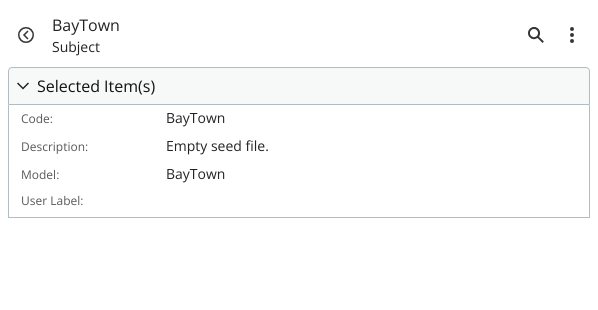 BayTown
Subject
Selected Item(s)
Code: BayTown
Description: Empty seed file.
Model: BayTown
User Label: